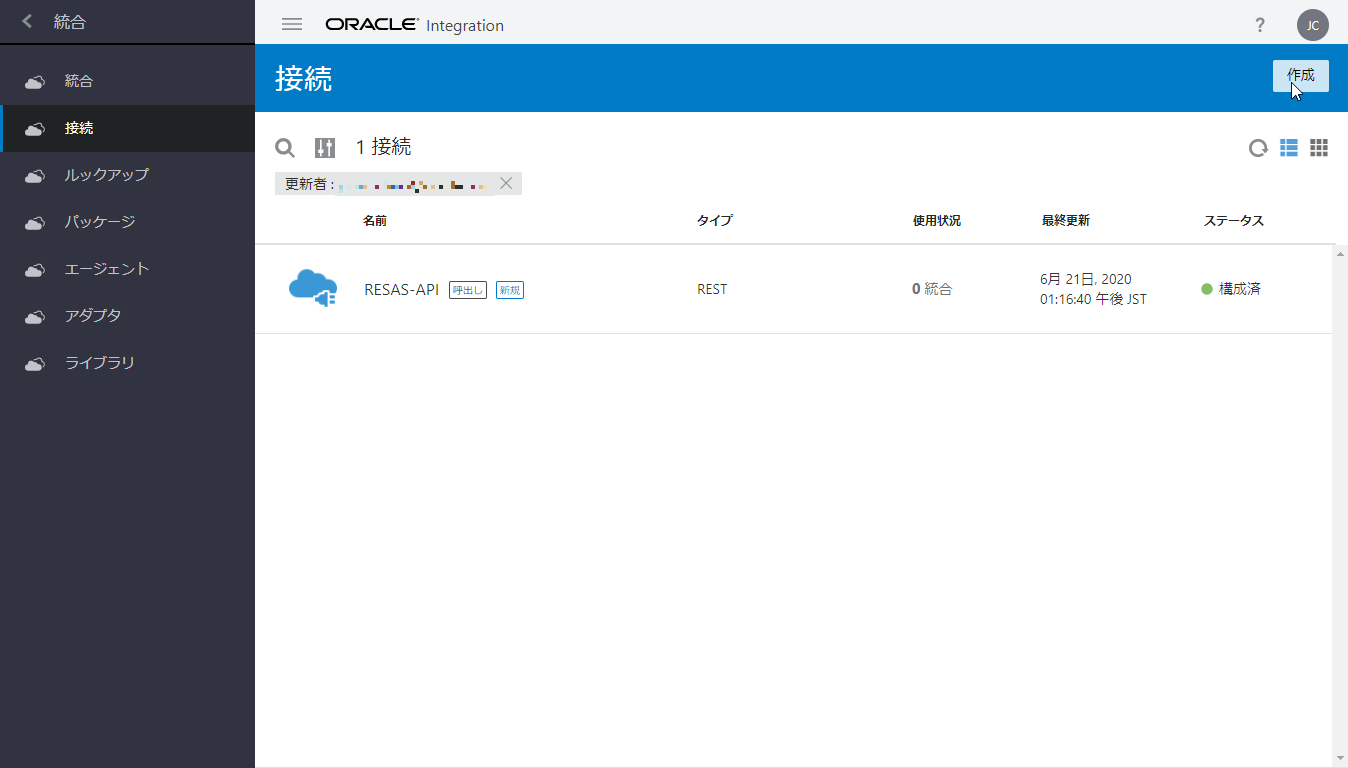 統合
ORACLE Integration
?
JC
統合
接続
ルックアップ
パッケージ
エージェント
アダプタ
ライブラリ
接続
作成
1 接続
更新者 :
名前 タイプ 使用状況 最終更新 ステータス
RESAS-API 呼出し 新規 REST 0 統合 6月 21日, 2020 構成済
01:16:40 午後 JST